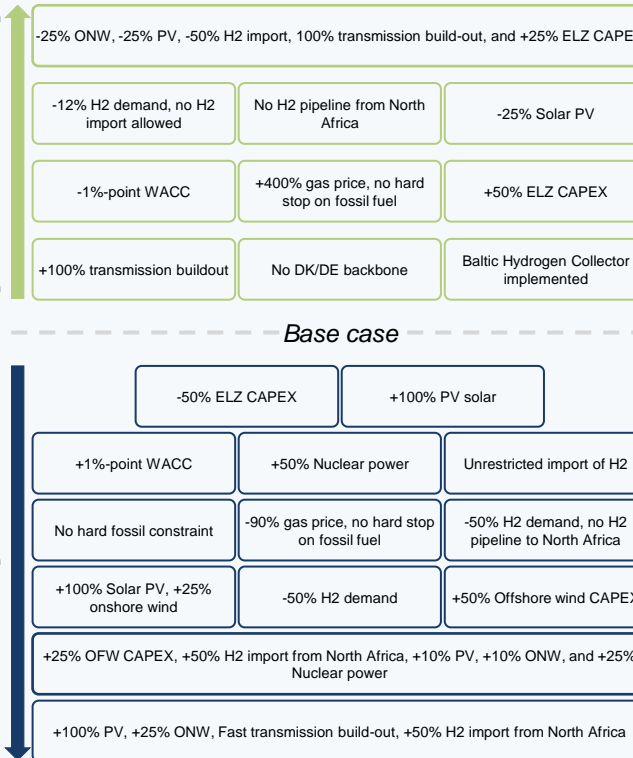 -25% ONW, -25% PV, -50% H2 import, 100% transmission build-out, and +25% ELZ CAPE
-12% H2 demand, no H2
import allowed
No H2 pipeline from North
Africa
-25% Solar PV
-1%-point WACC
+400% gas price, no hard
stop on fossil fuel
+50% ELZ CAPEX
+100% transmission buildout
No DK/DE backbone
Baltic Hydrogen Collector
implemented
Base case
-50% ELZ CAPEX
+100% PV solar
+1%-point WACC
+50% Nuclear power
Unrestricted import of H2
No hard fossil constraint
-90% gas price, no hard stop
on fossil fuel
-50% H2 demand, no H2
pipeline to North Africa
+100% Solar PV, +25%
onshore wind
-50% H2 demand
+50% Offshore wind CAPEX
+25% OFW CAPEX, +50% H2 import from North Africa, +10% PV, +10% ONW, and +25%
Nuclear power
+100% PV, +25% ONW, Fast transmission build-out, +50% H2 import from North Africa